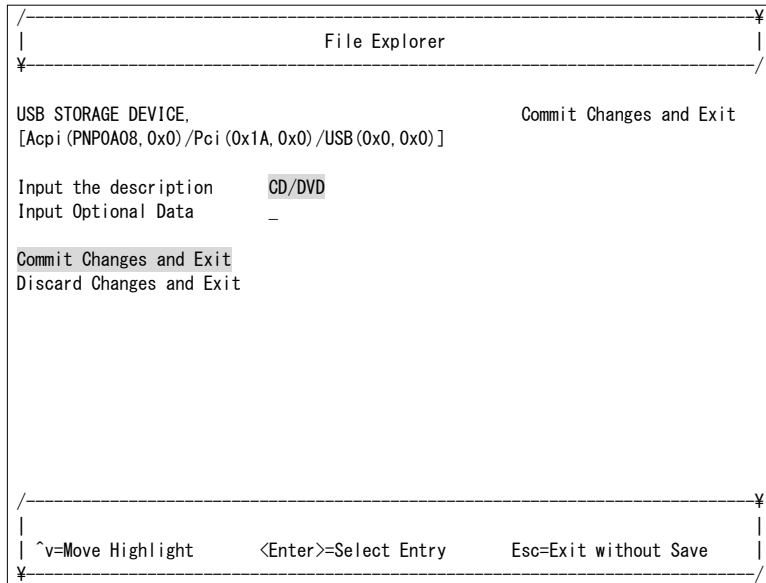 /------------------------------------------------------------------------------¥
| File Explorer |
¥------------------------------------------------------------------------------/
USB STORAGE DEVICE, Commit Changes and Exit
[Acpi(PNP0A08,0x0)/Pci(0x1A,0x0)/USB(0x0,0x0)]
Input the description CD/DVD
Input Optional Data _
Commit Changes and Exit
Discard Changes and Exit
/------------------------------------------------------------------------------¥
| |
| ^v=Move Highlight <Enter>=Select Entry Esc=Exit without Save |
¥------------------------------------------------------------------------------/